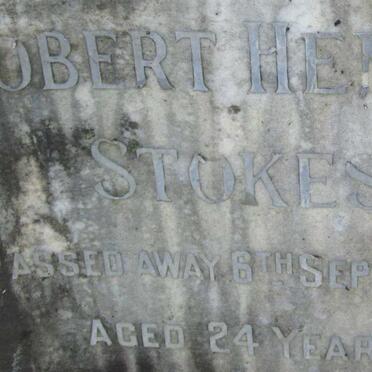 OBERT HE
STOKES
ASSED AWAY 6TH SEP
AGED 24 YEAR